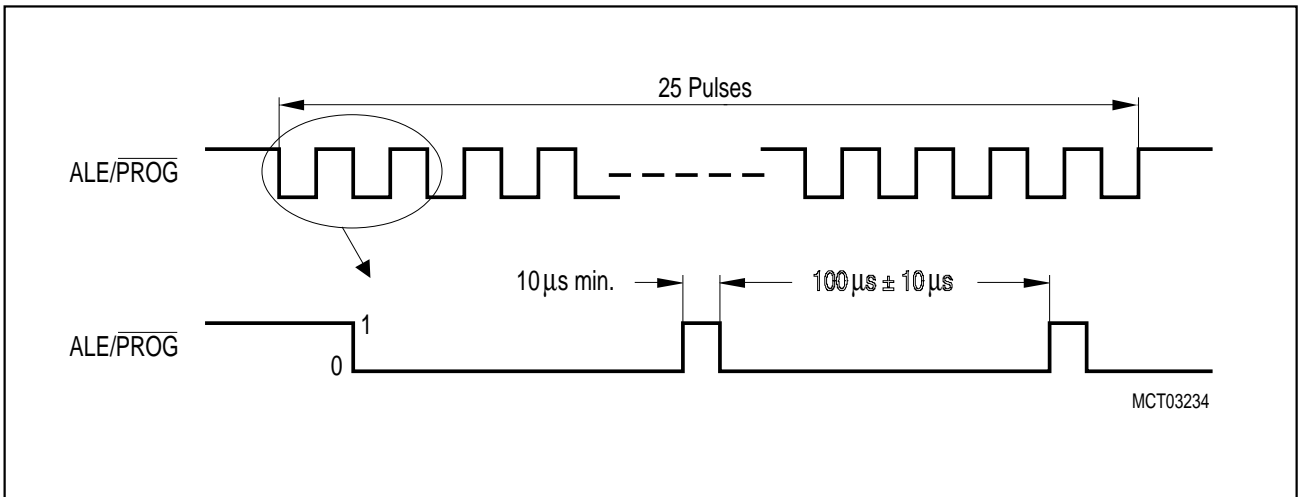 25 Pulses
ALE/PROG
10 µs min.
100 µs ± 10 µs
ALE/PROG
1
0
MCT03234